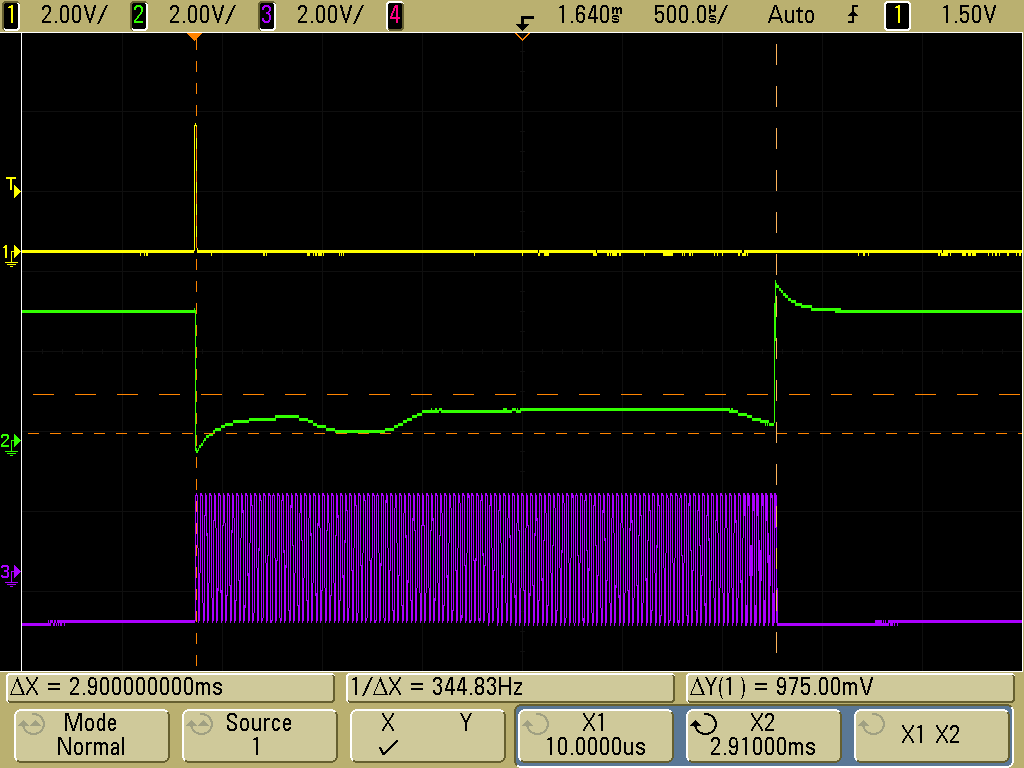 1 2.00V/ 2 2.00V/ 3 2.00V/ 4 1.640ms 500.0s/ Auto 1 1.50V
T
1
2
3
ΔX = 2.900000000ms 1/ΔX = 344.83Hz ΔY(1) = 975.00mV
Mode Source X Y X1 X2 X1 X2
Normal 1 10.0000us 2.91000ms